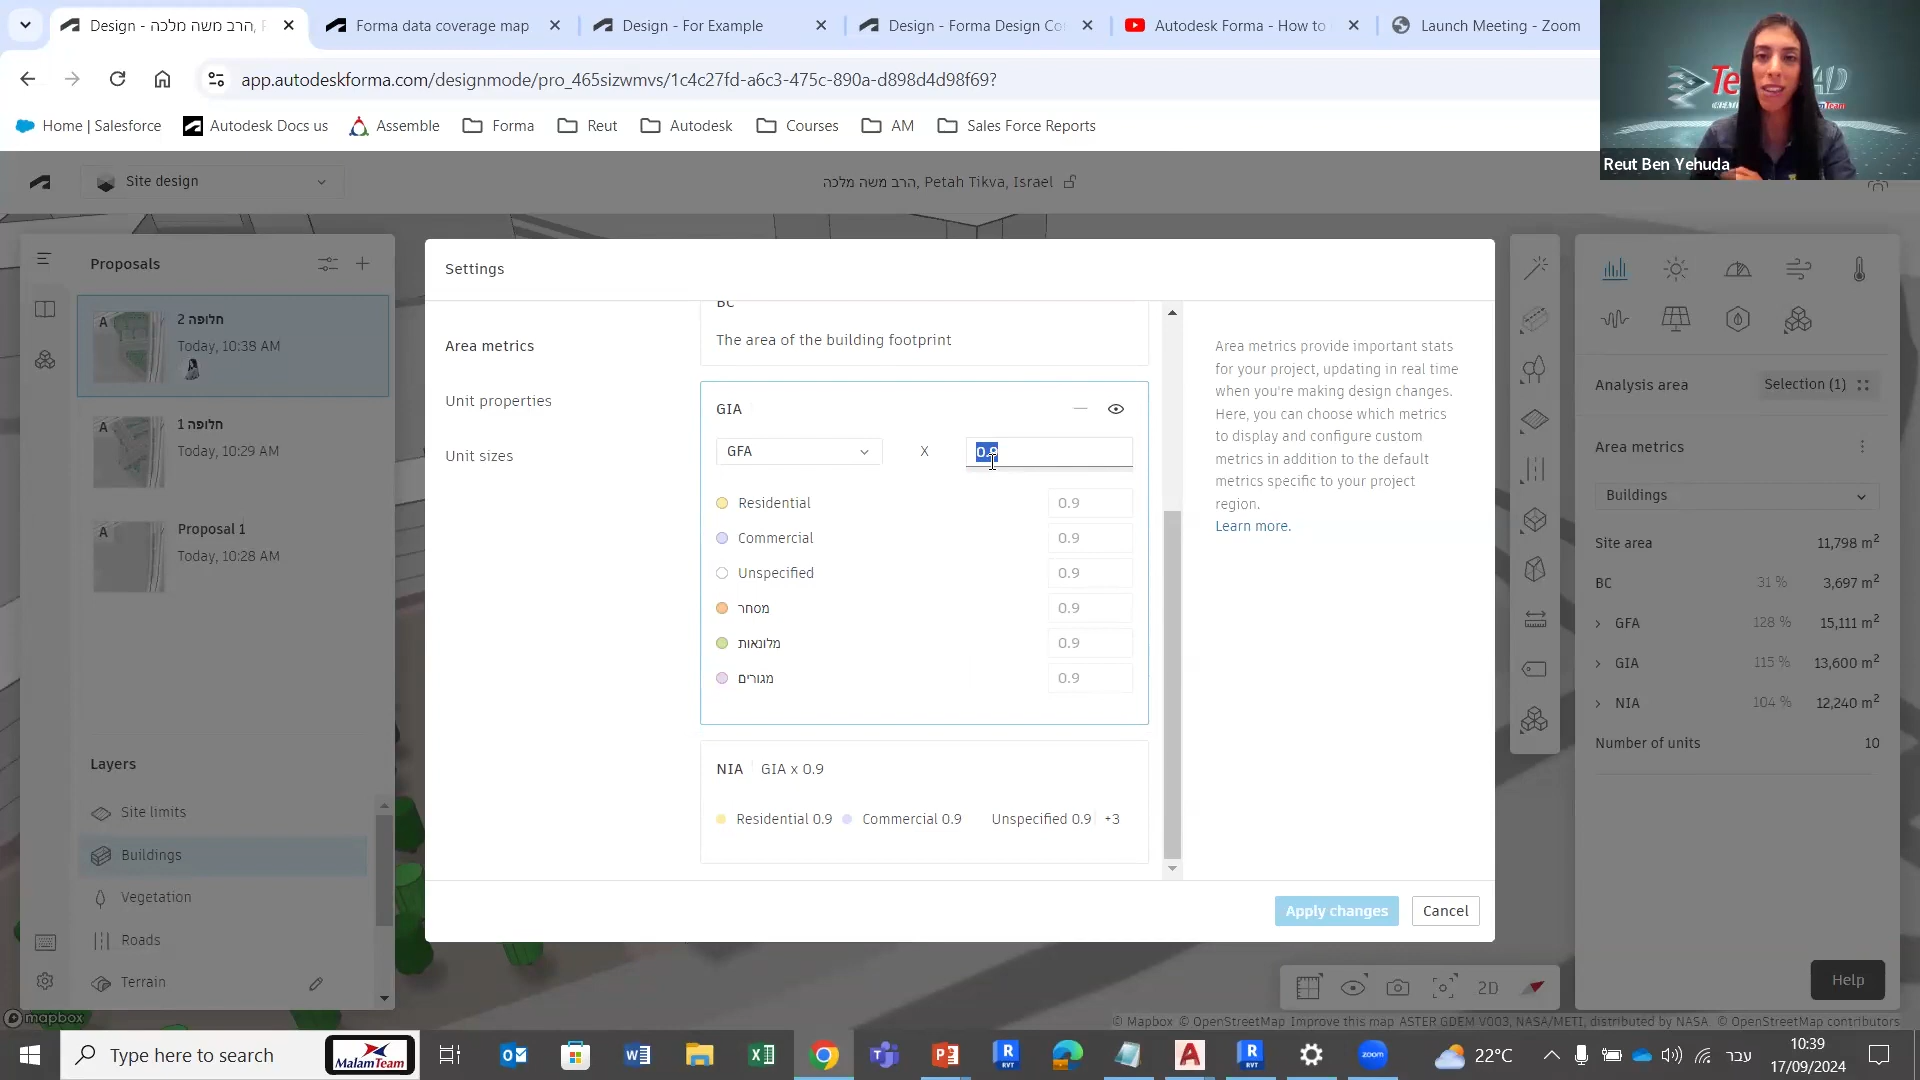 Design - הרב משה מלכה, P
Forma data coverage map
Design - For Example
Design - Forma Design Co
Autodesk Forma - How to
Launch Meeting - Zoom
app.autodeskforma.com/designmode/pro_465sizwmvs/1c4c27fd-a6c3-475c-890a-d898d4d98f69?
Home | Salesforce
Autodesk Docs us
Assemble
Forma
Reut
Autodesk
Courses
AM
Sales Force Reports
Reut Ben Yehuda
Site design
הרב משה מלכה, Petah Tikva, Israel
Proposals
A
חלופה 2
Today, 10:38 AM
A
חלופה 1
Today, 10:29 AM
A
Proposal 1
Today, 10:28 AM
Layers
Site limits
Buildings
Vegetation
Roads
Terrain
mapbox
Settings
Area metrics
Unit properties
Unit sizes
BC
The area of the building footprint
GIA
GFA
X
0.9
Residential 0.9
Commercial 0.9
Unspecified 0.9
מסחר 0.9
מלונאות 0.9
מגורים 0.9
NIA GIA x 0.9
Residential 0.9 Commercial 0.9 Unspecified 0.9 +3
Area metrics provide important stats
for your project, updating in real time
when you're making design changes.
Here, you can choose which metrics
to display and configure custom
metrics in addition to the default
metrics specific to your project
region.
Learn more.
Apply changes
Cancel
Analysis area
Selection (1)
Area metrics
Buildings
Site area 11,798 m²
BC 31 % 3,697 m²
GFA 128 % 15,111 m²
GIA 115 % 13,600 m²
NIA 104 % 12,240 m²
Number of units 10
Help
2D
© Mapbox © OpenStreetMap Improve this map ASTER GDEM V003, NASA/METI, distributed by NASA. © OpenStreetMap contributors
Type here to search
MalamTeam
zoom
22°C
עבר
10:39
17/09/2024